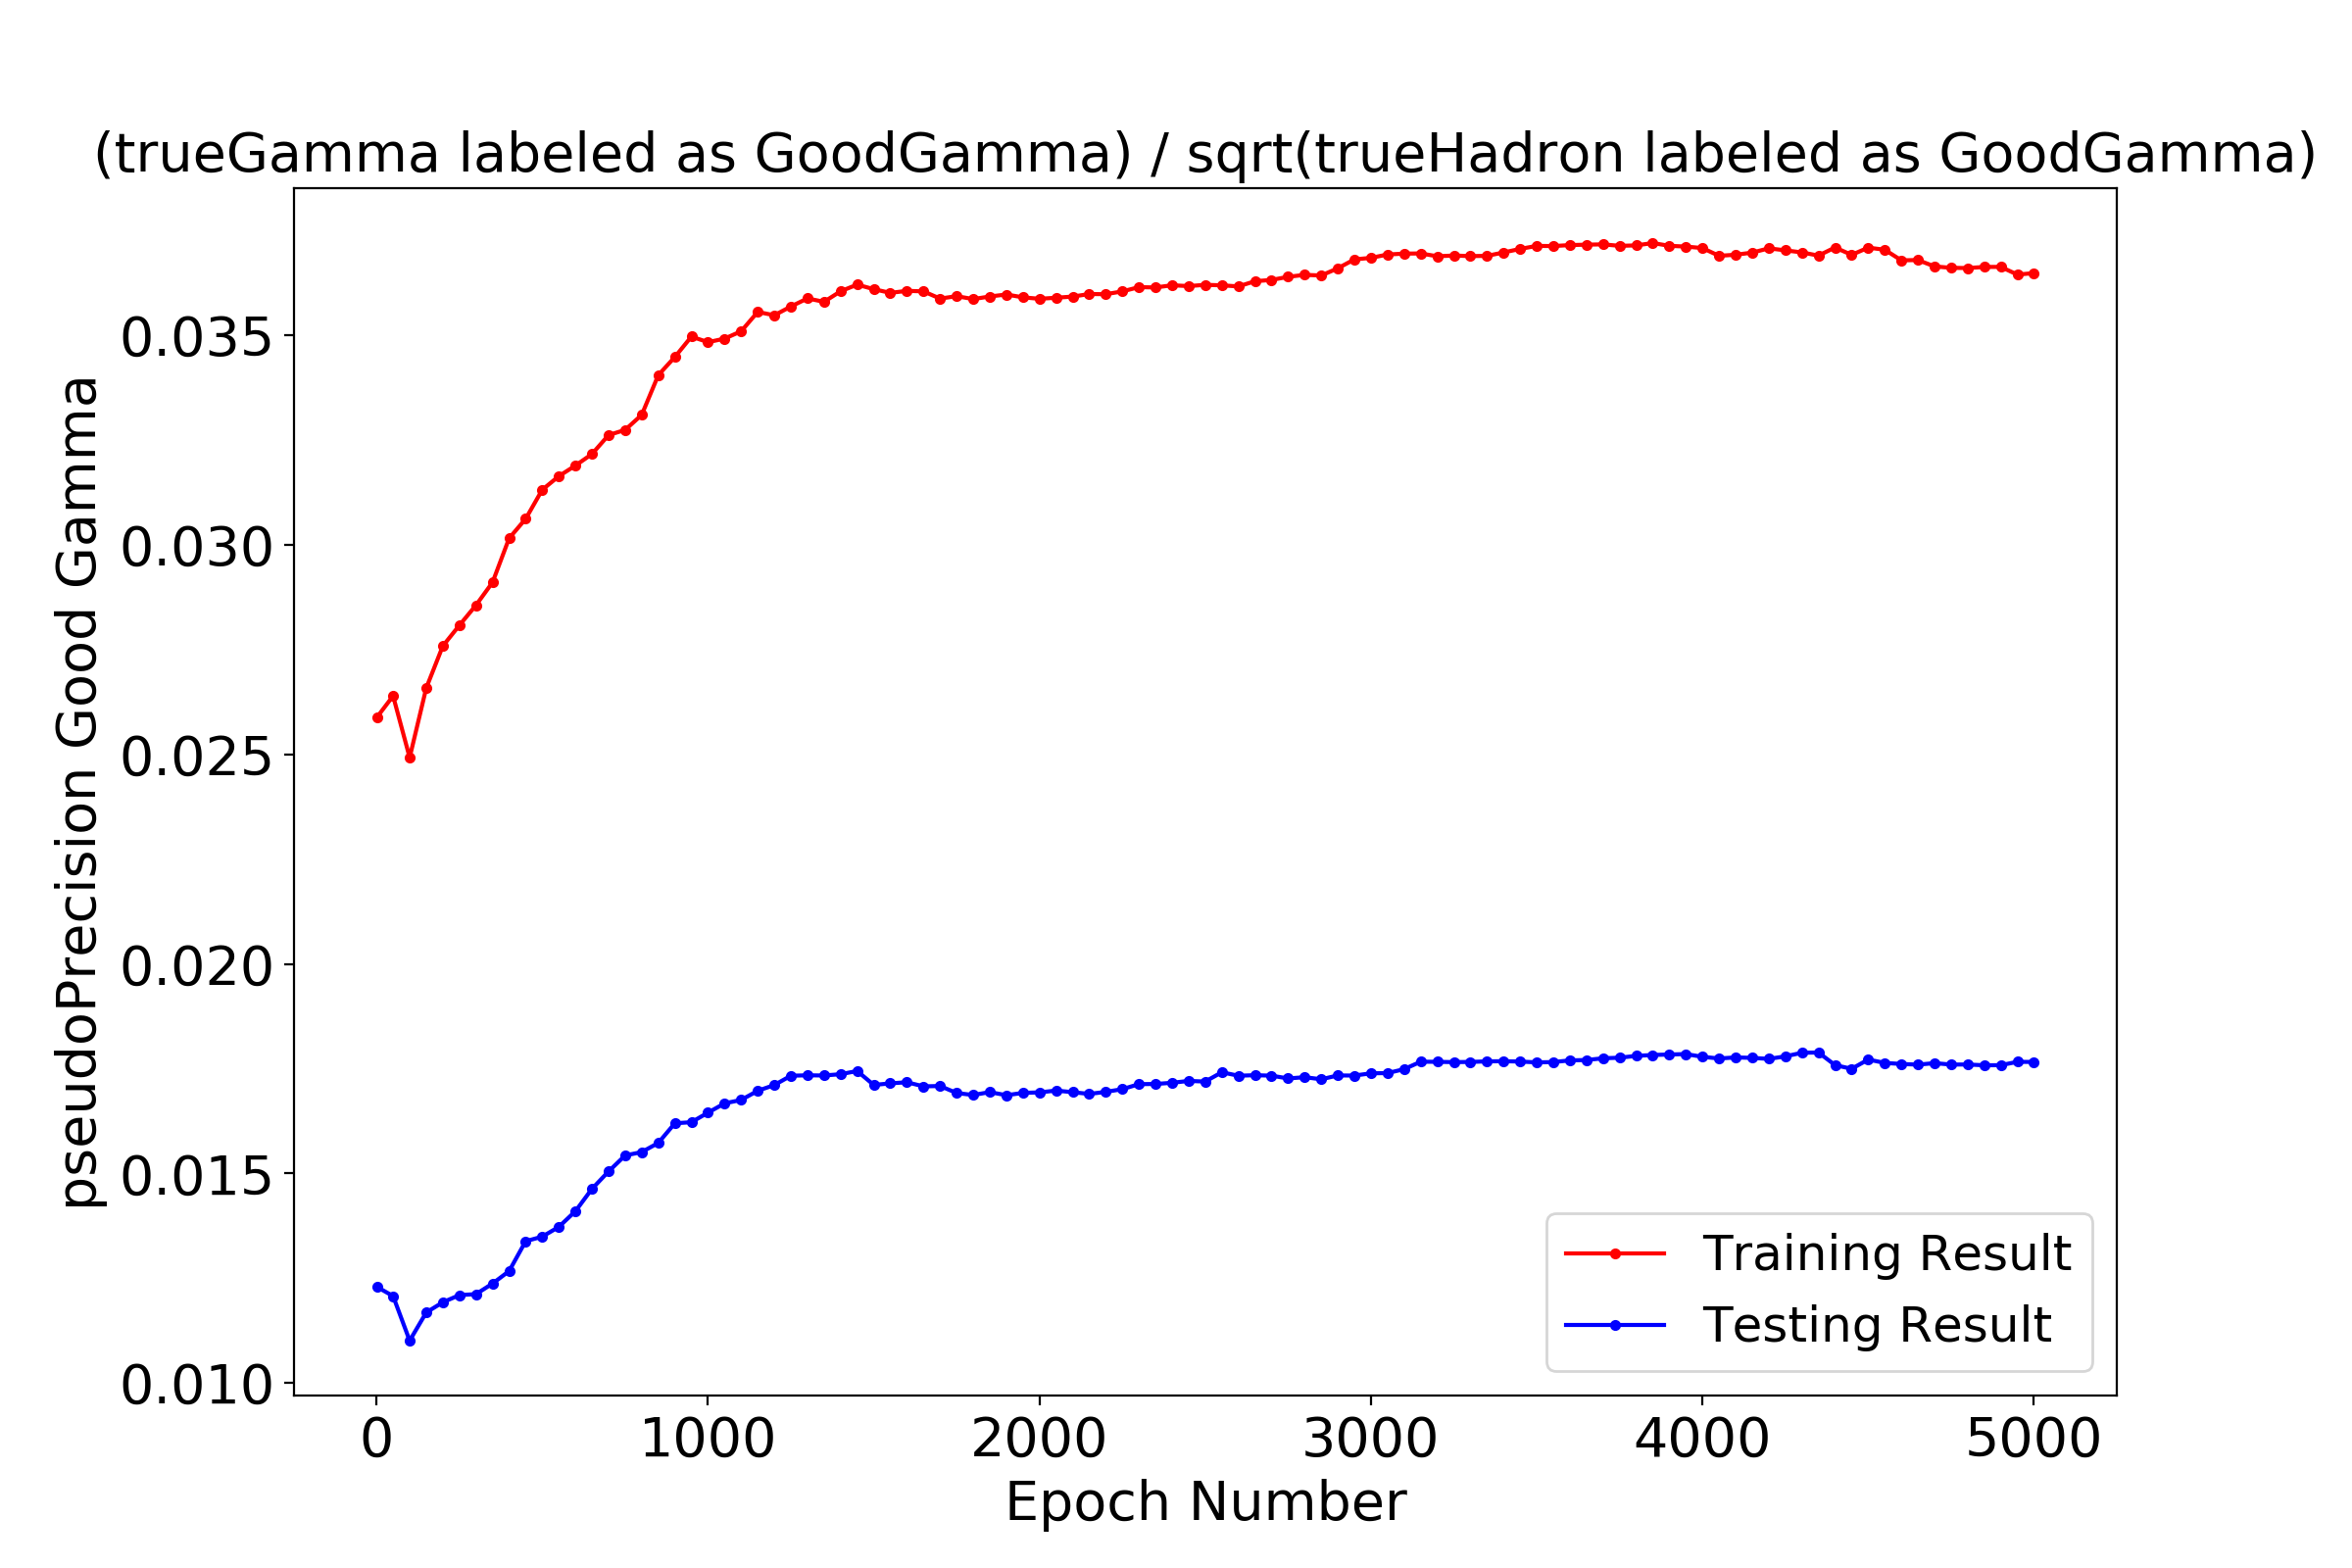 (trueGamma labeled as GoodGamma) / sqrt(trueHadron labeled as GoodGamma)
pseudoPrecision Good Gamma
0.035
0.030
0.025
0.020
0.015
0.010
Training Result
Testing Result
0 1000 2000 3000 4000 5000
Epoch Number